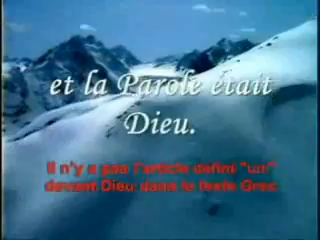 et la Parole était
Dieu.
Il n'y a pas l'article défini "un"
devant Dieu dans le texte Grec